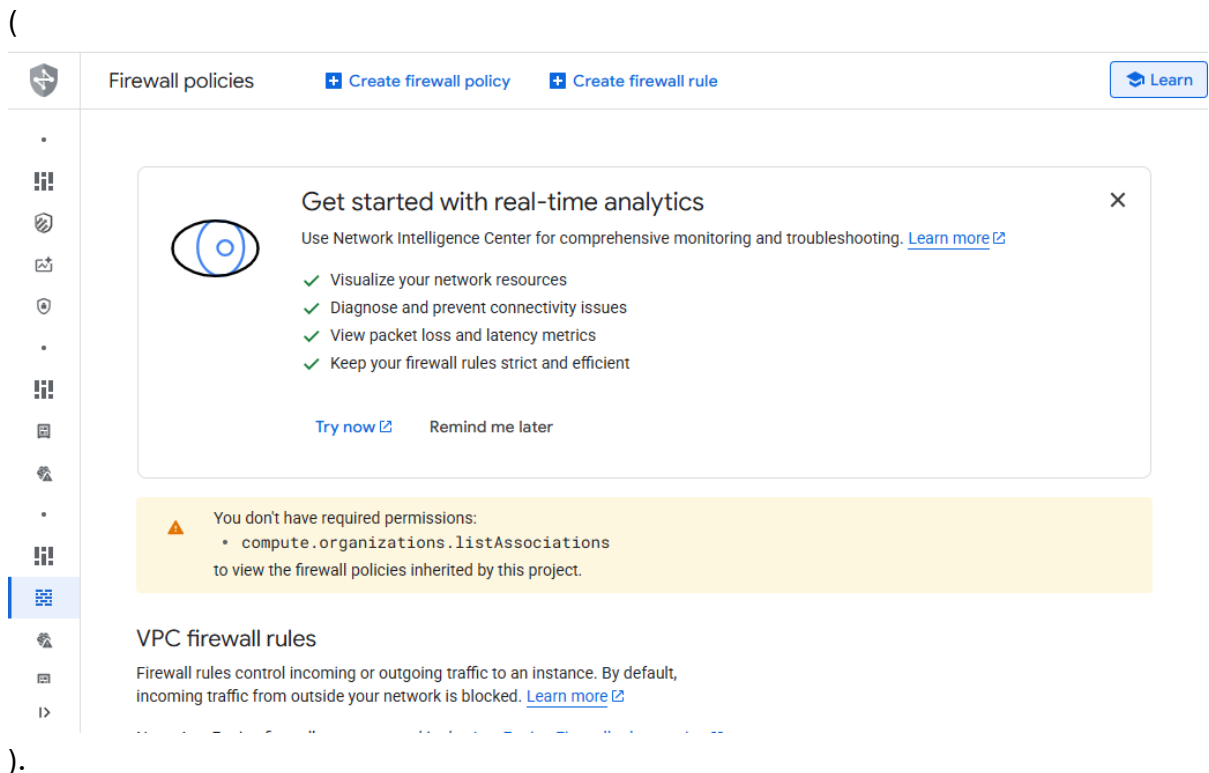 (
Firewall policies Create firewall policy Create firewall rule Learn
Get started with real-time analytics
Use Network Intelligence Center for comprehensive monitoring and troubleshooting. Learn more
Visualize your network resources
Diagnose and prevent connectivity issues
View packet loss and latency metrics
Keep your firewall rules strict and efficient
Try now Remind me later
You don't have required permissions:
• compute.organizations.listAssociations
to view the firewall policies inherited by this project.
VPC firewall rules
Firewall rules control incoming or outgoing traffic to an instance. By default,
incoming traffic from outside your network is blocked. Learn more
).